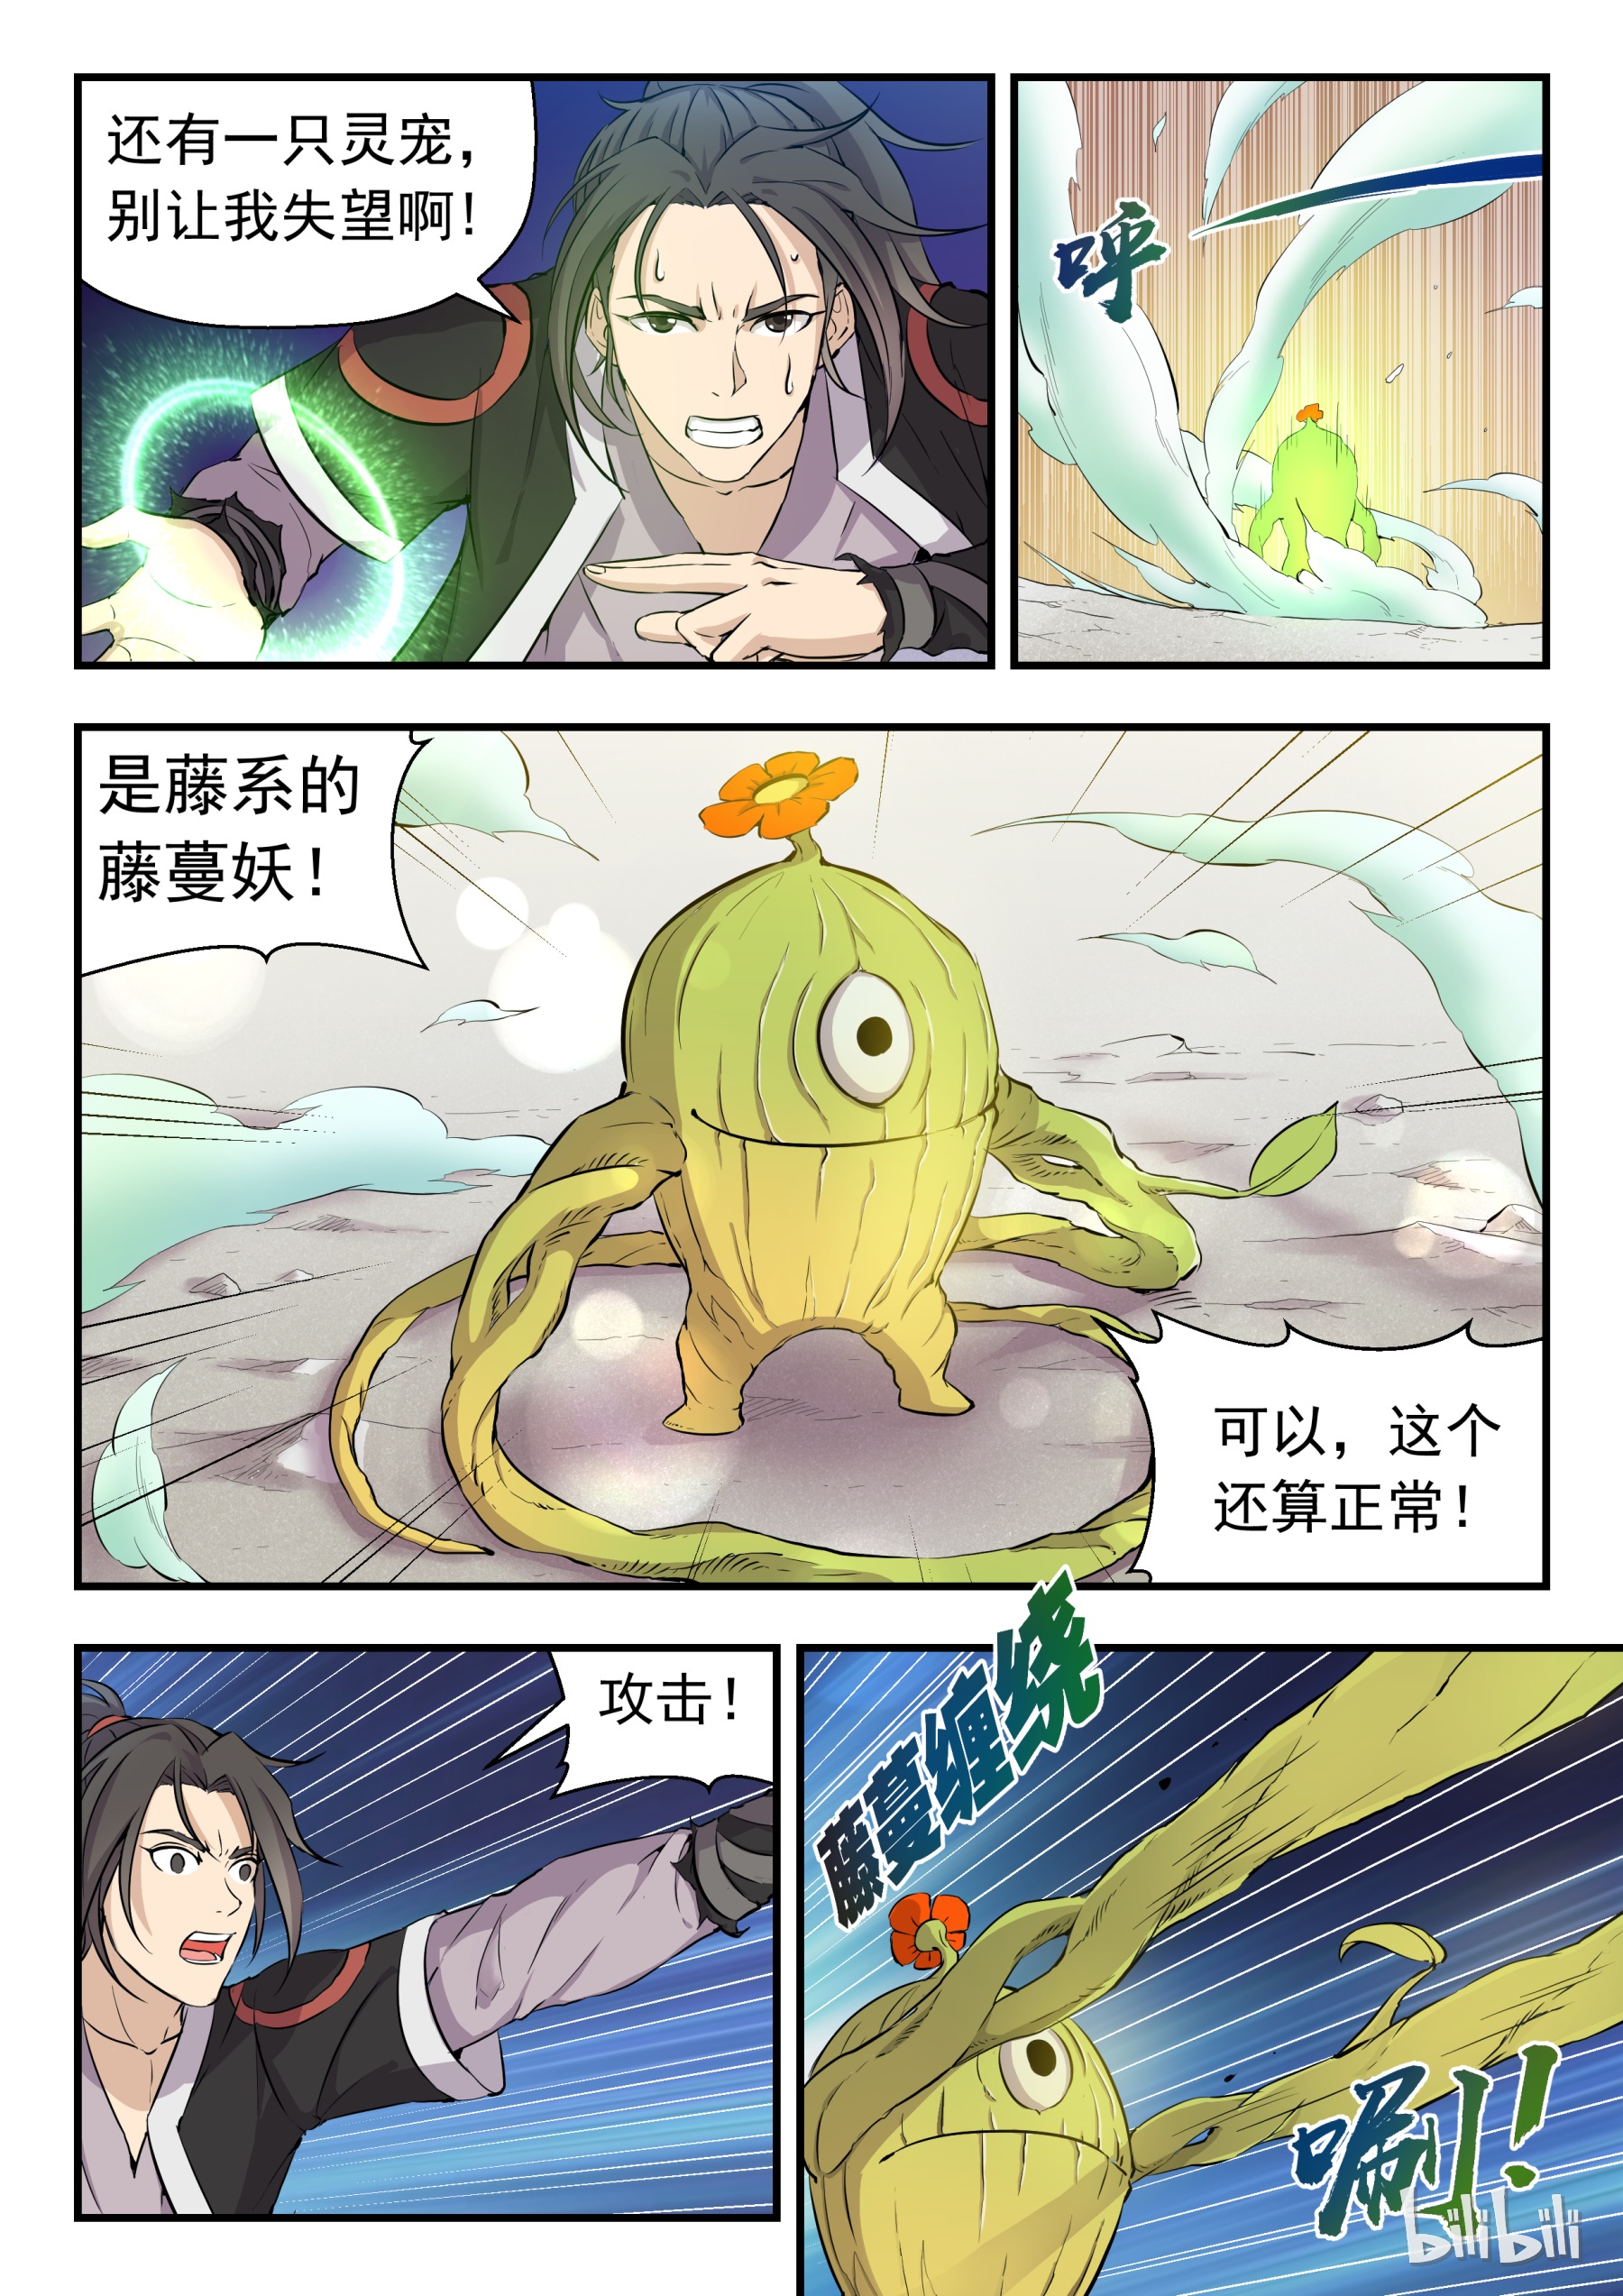 还有一只灵宠，
别让我失望啊！
呼
是藤系的
藤蔓妖！
可以，这个
还算正常！
攻击！
藤蔓缠绕
唰！
bilibili